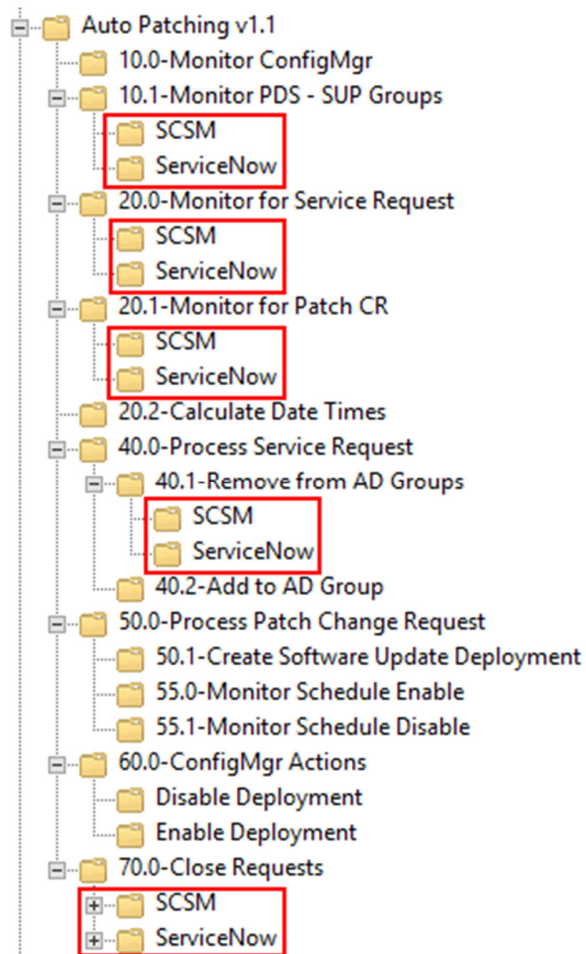 Auto Patching v1.1
10.0-Monitor ConfigMgr
10.1-Monitor PDS - SUP Groups
SCSM
ServiceNow
20.0-Monitor for Service Request
SCSM
ServiceNow
20.1-Monitor for Patch CR
SCSM
ServiceNow
20.2-Calculate Date Times
40.0-Process Service Request
40.1-Remove from AD Groups
SCSM
ServiceNow
40.2-Add to AD Group
50.0-Process Patch Change Request
50.1-Create Software Update Deployment
55.0-Monitor Schedule Enable
55.1-Monitor Schedule Disable
60.0-ConfigMgr Actions
Disable Deployment
Enable Deployment
70.0-Close Requests
SCSM
ServiceNow